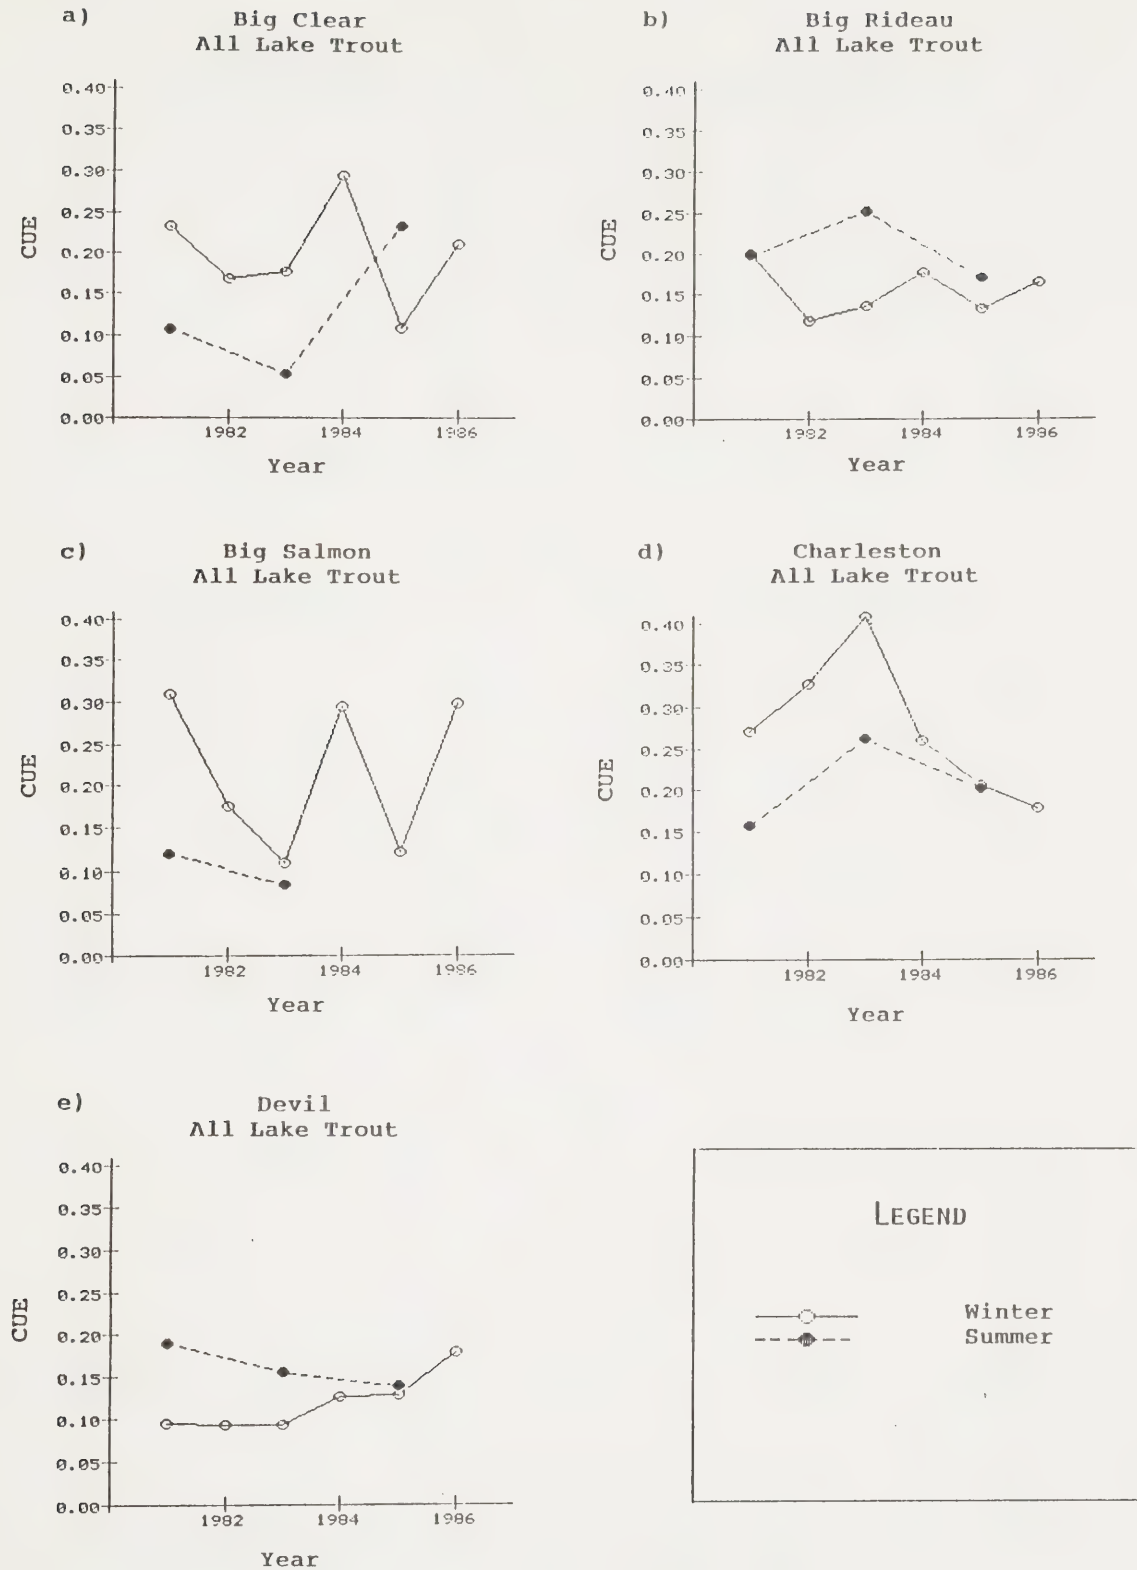 a)
Big Clear
All Lake Trout
0.40
0.35
0.30
0.25
0.20
0.15
0.10
0.05
0.00
CUE
1982
1984
1986
Year
b)
Big Rideau
All Lake Trout
0.40
0.35
0.30
0.25
0.20
0.15
0.10
0.05
0.00
CUE
1982
1984
1986
Year
c)
Big Salmon
All Lake Trout
0.40
0.35
0.30
0.25
0.20
0.15
0.10
0.05
0.00
CUE
1982
1984
1986
Year
d)
Charleston
All Lake Trout
0.40
0.35
0.30
0.25
0.20
0.15
0.10
0.05
0.00
CUE
1982
1984
1986
Year
e)
Devil
All Lake Trout
0.40
0.35
0.30
0.25
0.20
0.15
0.10
0.05
0.00
CUE
1982
1984
1986
Year
LEGEND
Winter
Summer